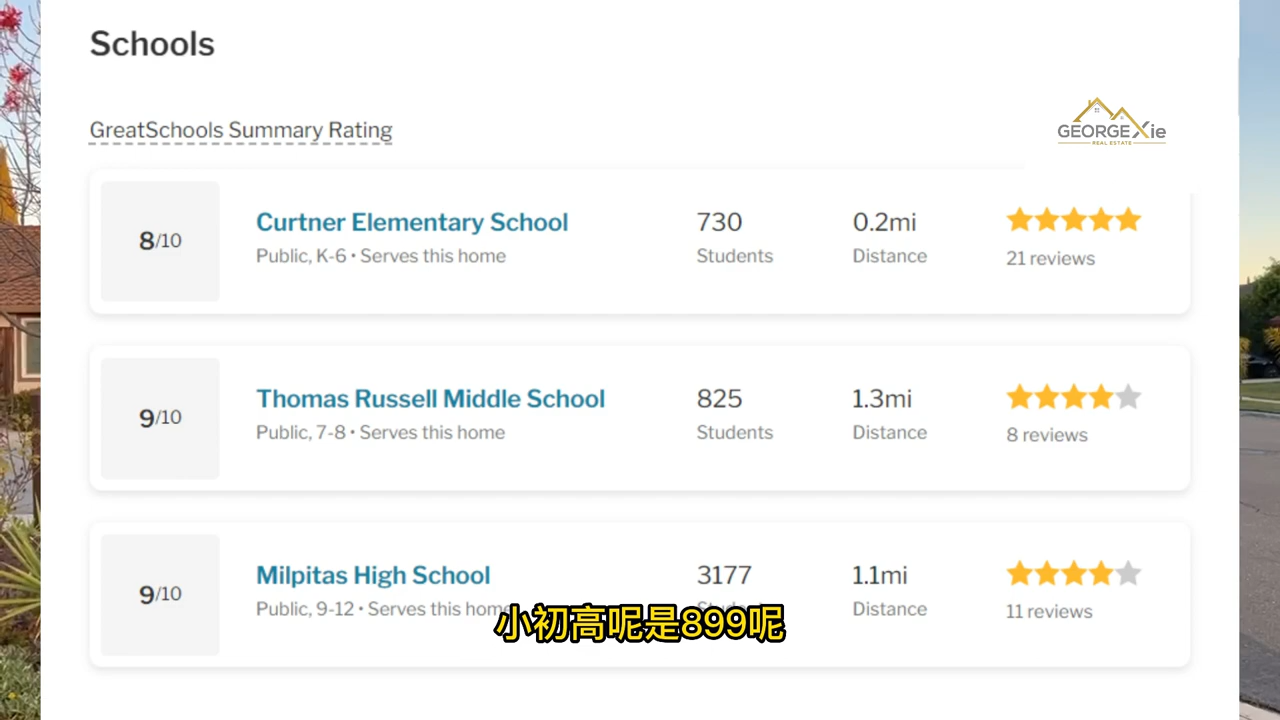 Schools
GreatSchools Summary Rating
GEORGE Xie
REAL ESTATE
8/10
Curtner Elementary School
Public, K-6 • Serves this home
730
Students
0.2mi
Distance
21 reviews
9/10
Thomas Russell Middle School
Public, 7-8 • Serves this home
825
Students
1.3mi
Distance
8 reviews
9/10
Milpitas High School
Public, 9-12 • Serves this home
3177
Students
1.1mi
Distance
11 reviews
小初高呢是899呢